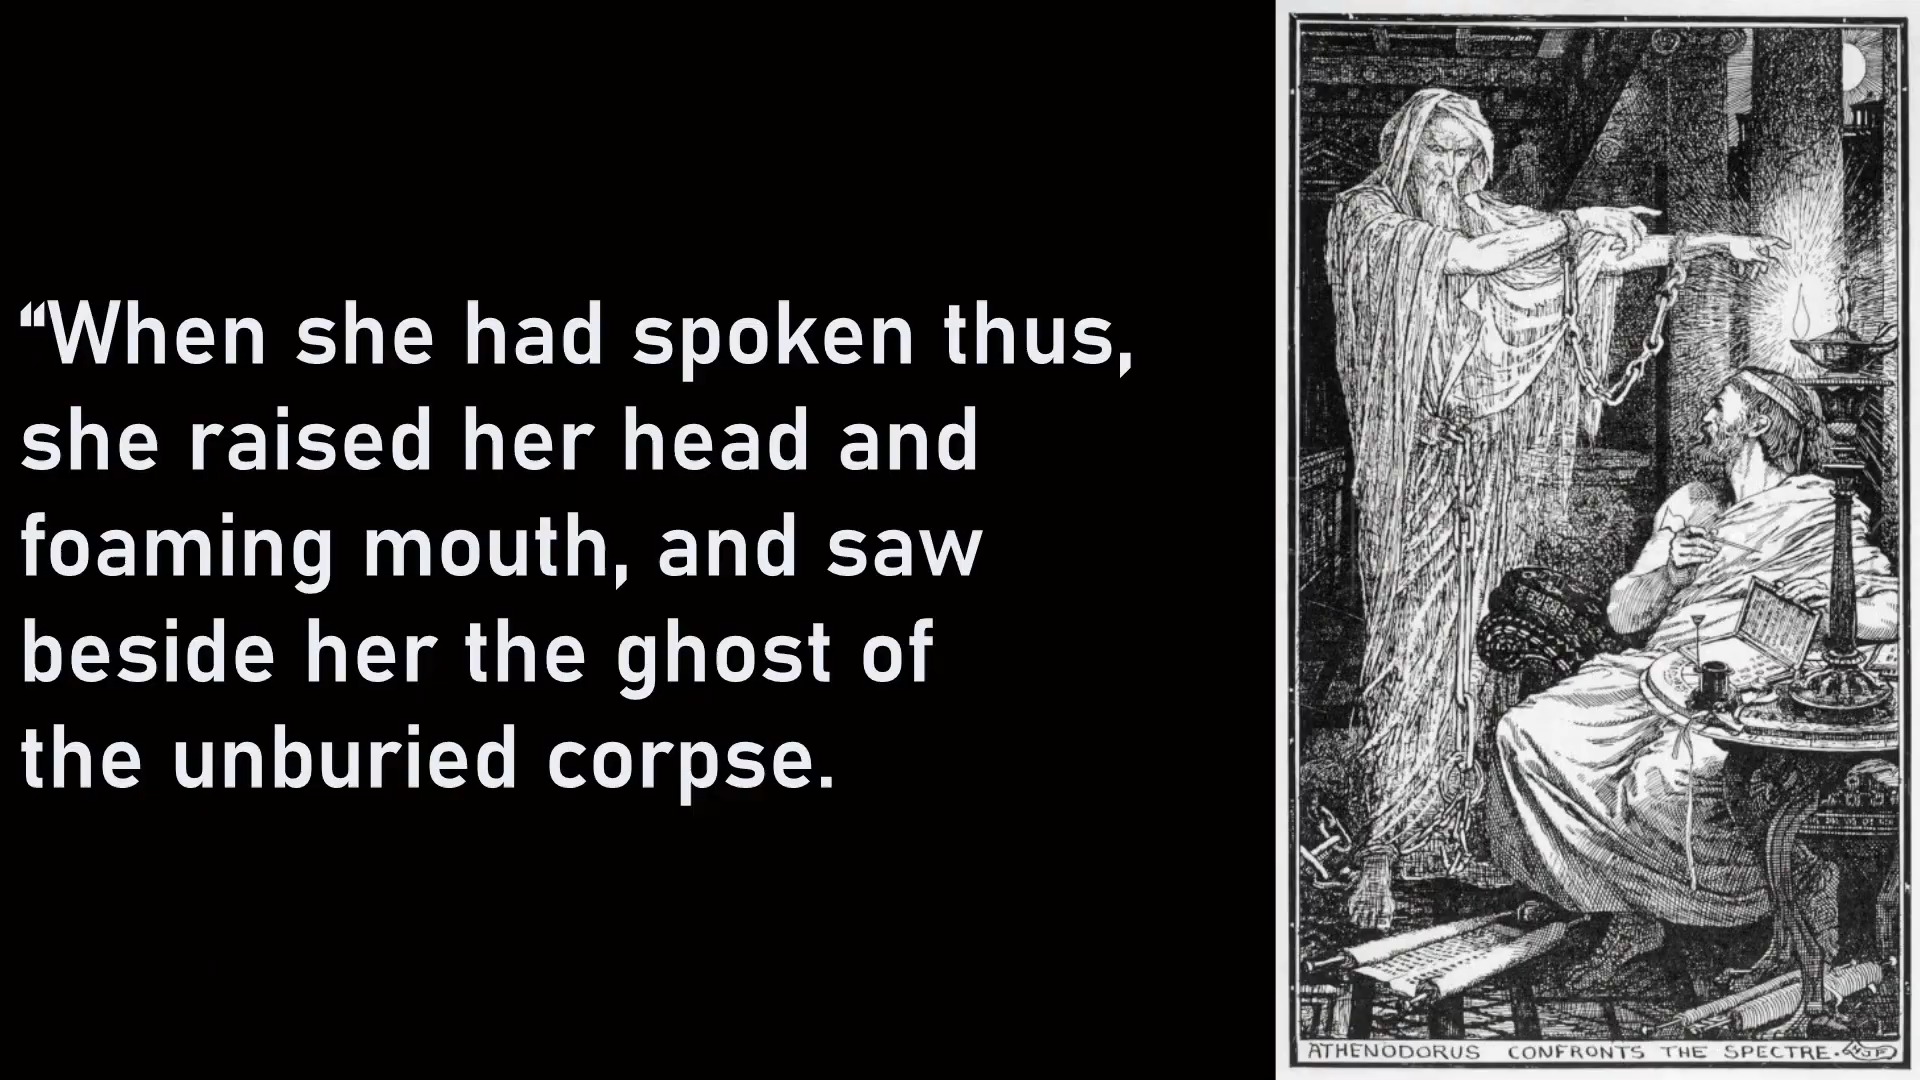 “When she had spoken thus,
she raised her head and
foaming mouth, and saw
beside her the ghost of
the unburied corpse.
ATHENODORUS CONFRONTS THE SPECTRE.
HJF